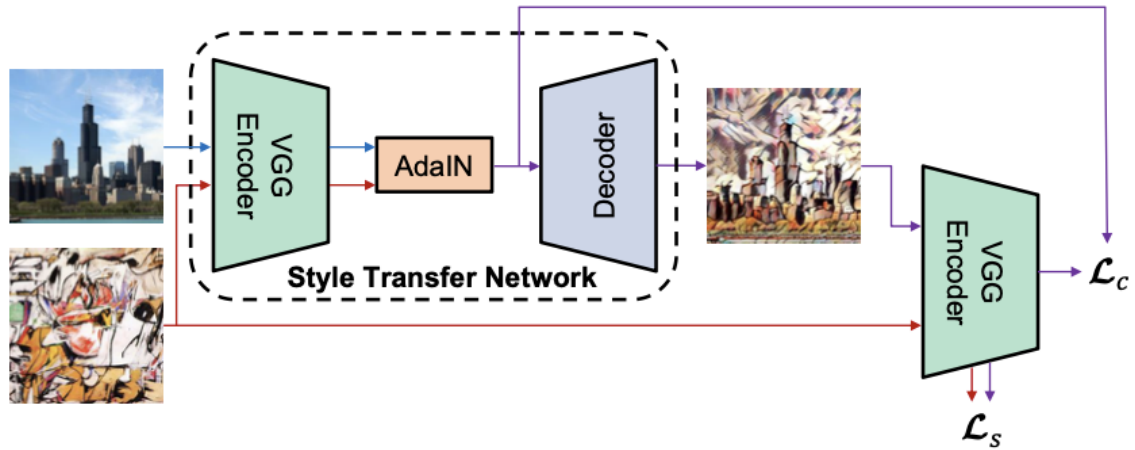 VGG
Encoder
AdaIN
Decoder
Style Transfer Network
VGG
Encoder
𝓛c
𝓛s